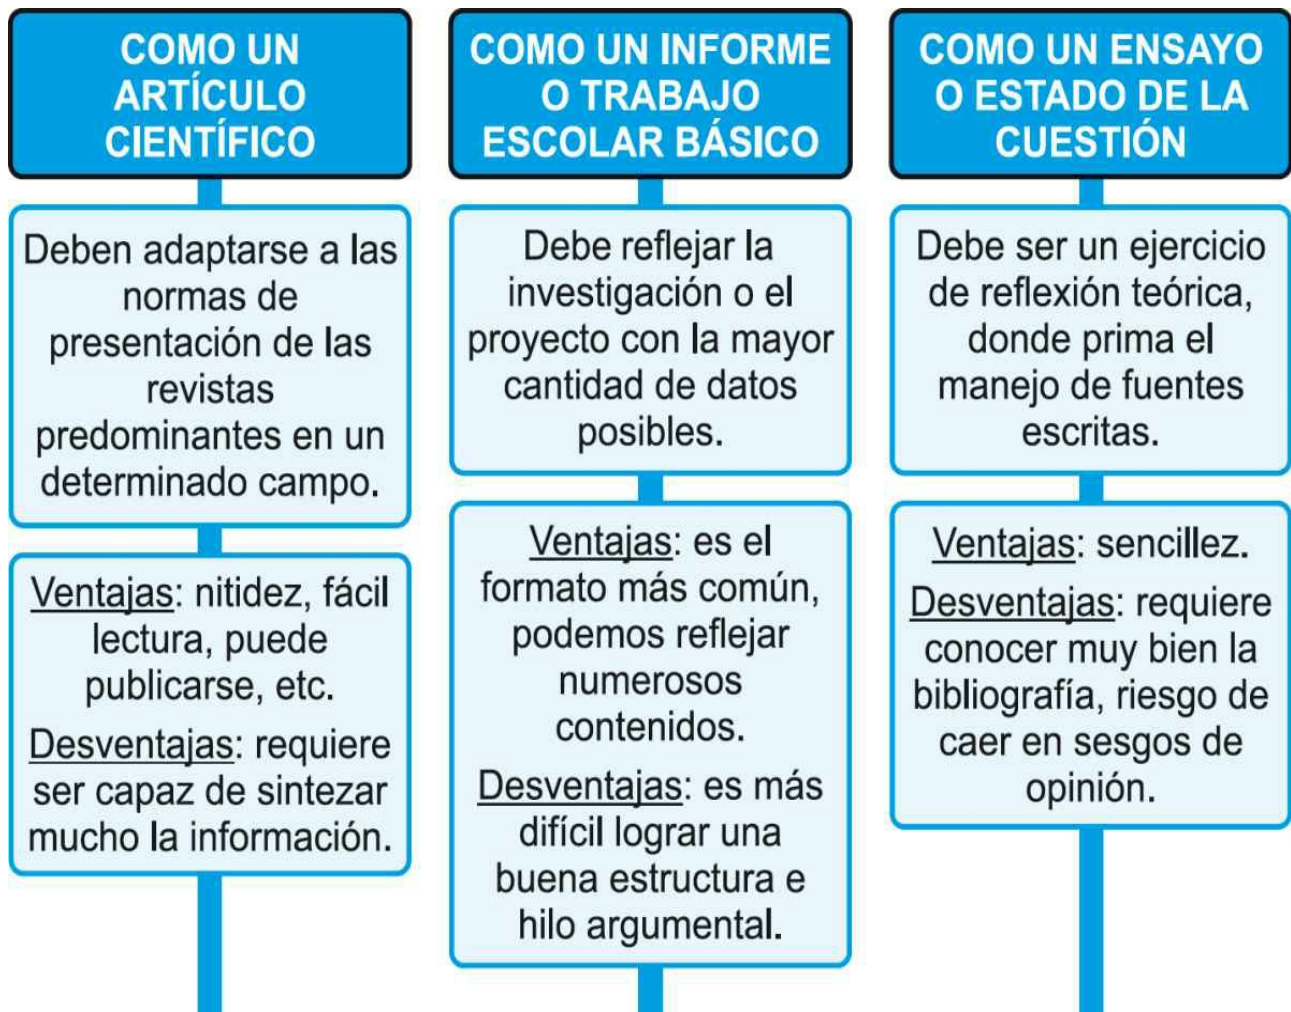 COMO UN
ARTÍCULO
CIENTÍFICO
Deben adaptarse a las
normas de
presentación de las
revistas
predominantes en un
determinado campo.
Ventajas: nitidez, fácil
lectura, puede
publicarse, etc.
Desventajas: requiere
ser capaz de sintezar
mucho la información.
COMO UN INFORME
O TRABAJO
ESCOLAR BÁSICO
Debe reflejar la
investigación o el
proyecto con la mayor
cantidad de datos
posibles.
Ventajas: es el
formato más común,
podemos reflejar
numerosos
contenidos.
Desventajas: es más
difícil lograr una
buena estructura e
hilo argumental.
COMO UN ENSAYO
O ESTADO DE LA
CUESTIÓN
Debe ser un ejercicio
de reflexión teórica,
donde prima el
manejo de fuentes
escritas.
Ventajas: sencillez.
Desventajas: requiere
conocer muy bien la
bibliografía, riesgo de
caer en sesgos de
opinión.